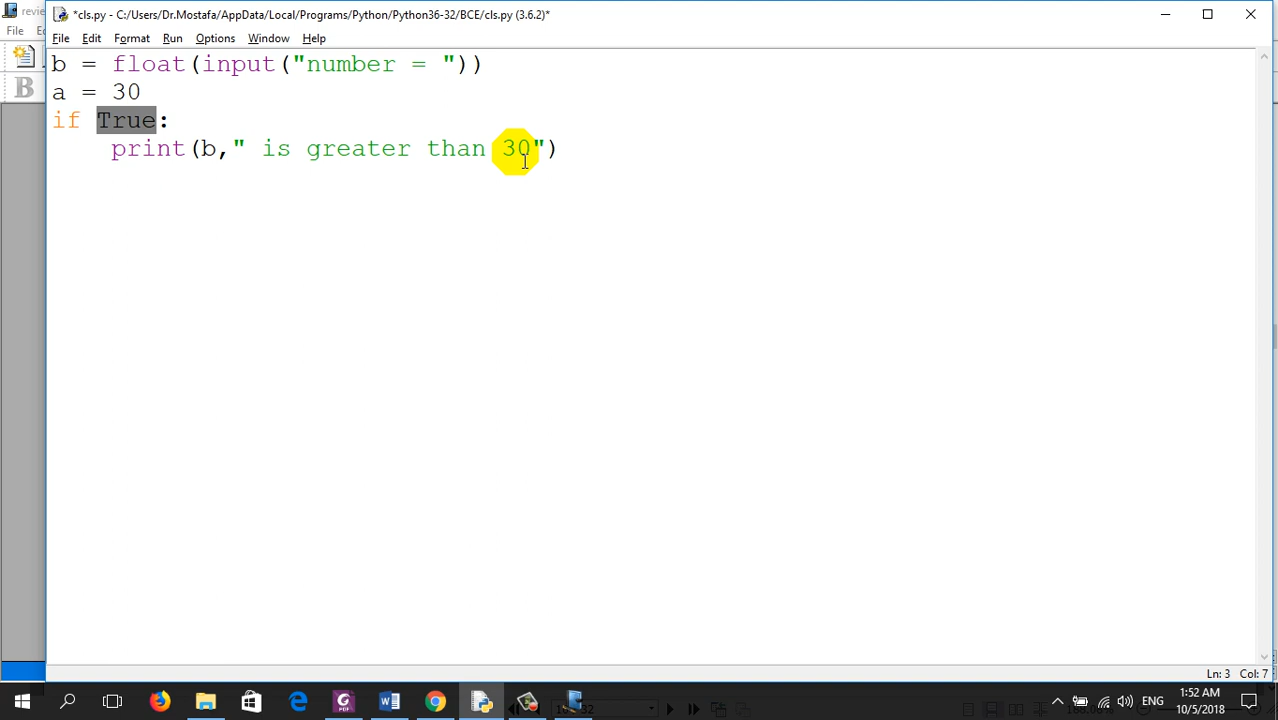 revie
*cls.py - C:/Users/Dr.Mostafa/AppData/Local/Programs/Python/Python36-32/BCE/cls.py (3.6.2)*
File
File Edit Format Run Options Window Help
b = float(input("number = "))
a = 30
if True:
    print(b," is greater than 30")
B
Ln: 3 Col: 7
ENG
1:52 AM
10/5/2018